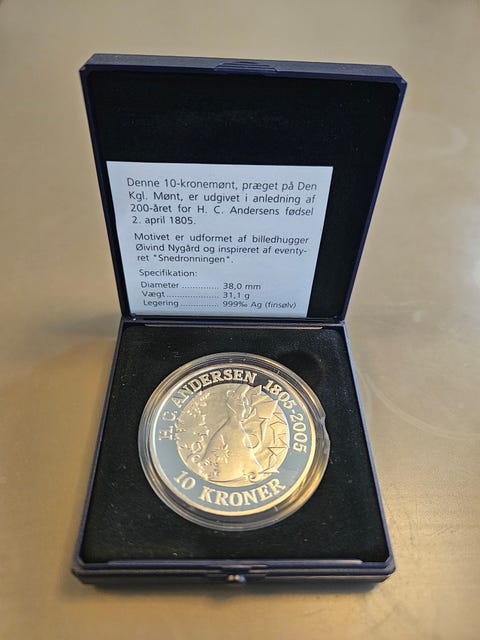 Denne 10-kronemønt, præget på Den
Kgl. Mønt, er udgivet i anledning af
200-året for H. C. Andersens fødsel
2. april 1805.
Motivet er udformet af billedhugger
Øivind Nygård og inspireret af eventy-
ret "Snedronningen".
Specifikation:
Diameter ................ 38,0 mm
Vægt ...................... 31,1 g
Legering ................. 999‰ Ag (finsølv)
H.C. ANDERSEN 1805-2005
10 KRONER